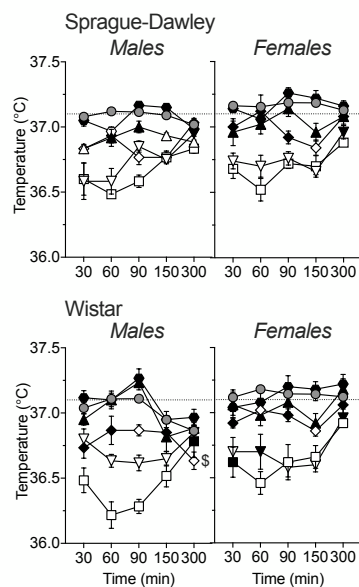 Sprague-Dawley
Males Females
Temperature (°C)
37.5
37.0
36.5
36.0
30 60 90 150 300 30 60 90 150 300
Wistar
Males Females
Temperature (°C)
37.5
37.0
36.5
36.0
$
30 60 90 150 300 30 60 90 150 300
Time (min) Time (min)